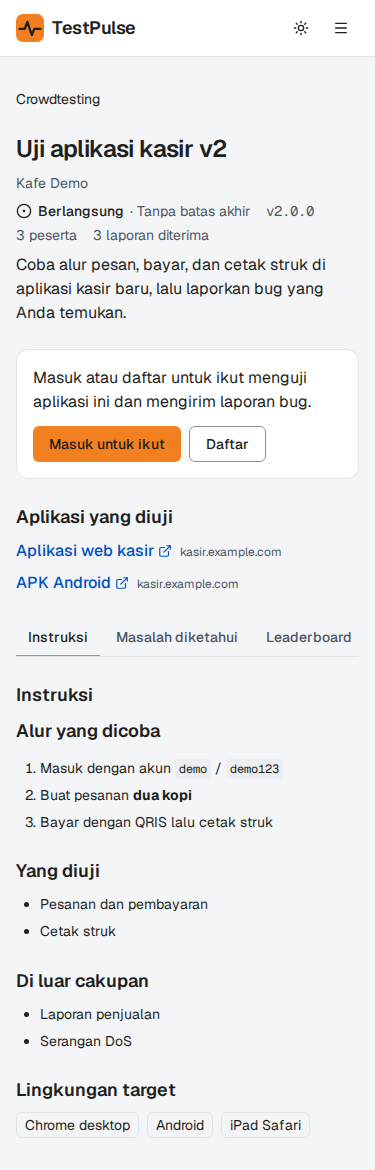 TestPulse
Crowdtesting
Uji aplikasi kasir v2
Kafe Demo
Berlangsung · Tanpa batas akhir v2.0.0
3 peserta 3 laporan diterima
Coba alur pesan, bayar, dan cetak struk di
aplikasi kasir baru, lalu laporkan bug yang
Anda temukan.
Masuk atau daftar untuk ikut menguji
aplikasi ini dan mengirim laporan bug.
Masuk untuk ikut Daftar
Aplikasi yang diuji
Aplikasi web kasir kasir.example.com
APK Android kasir.example.com
Instruksi Masalah diketahui Leaderboard
Instruksi
Alur yang dicoba
1. Masuk dengan akun demo / demo123
2. Buat pesanan dua kopi
3. Bayar dengan QRIS lalu cetak struk
Yang diuji
• Pesanan dan pembayaran
• Cetak struk
Di luar cakupan
• Laporan penjualan
• Serangan DoS
Lingkungan target
Chrome desktop Android iPad Safari